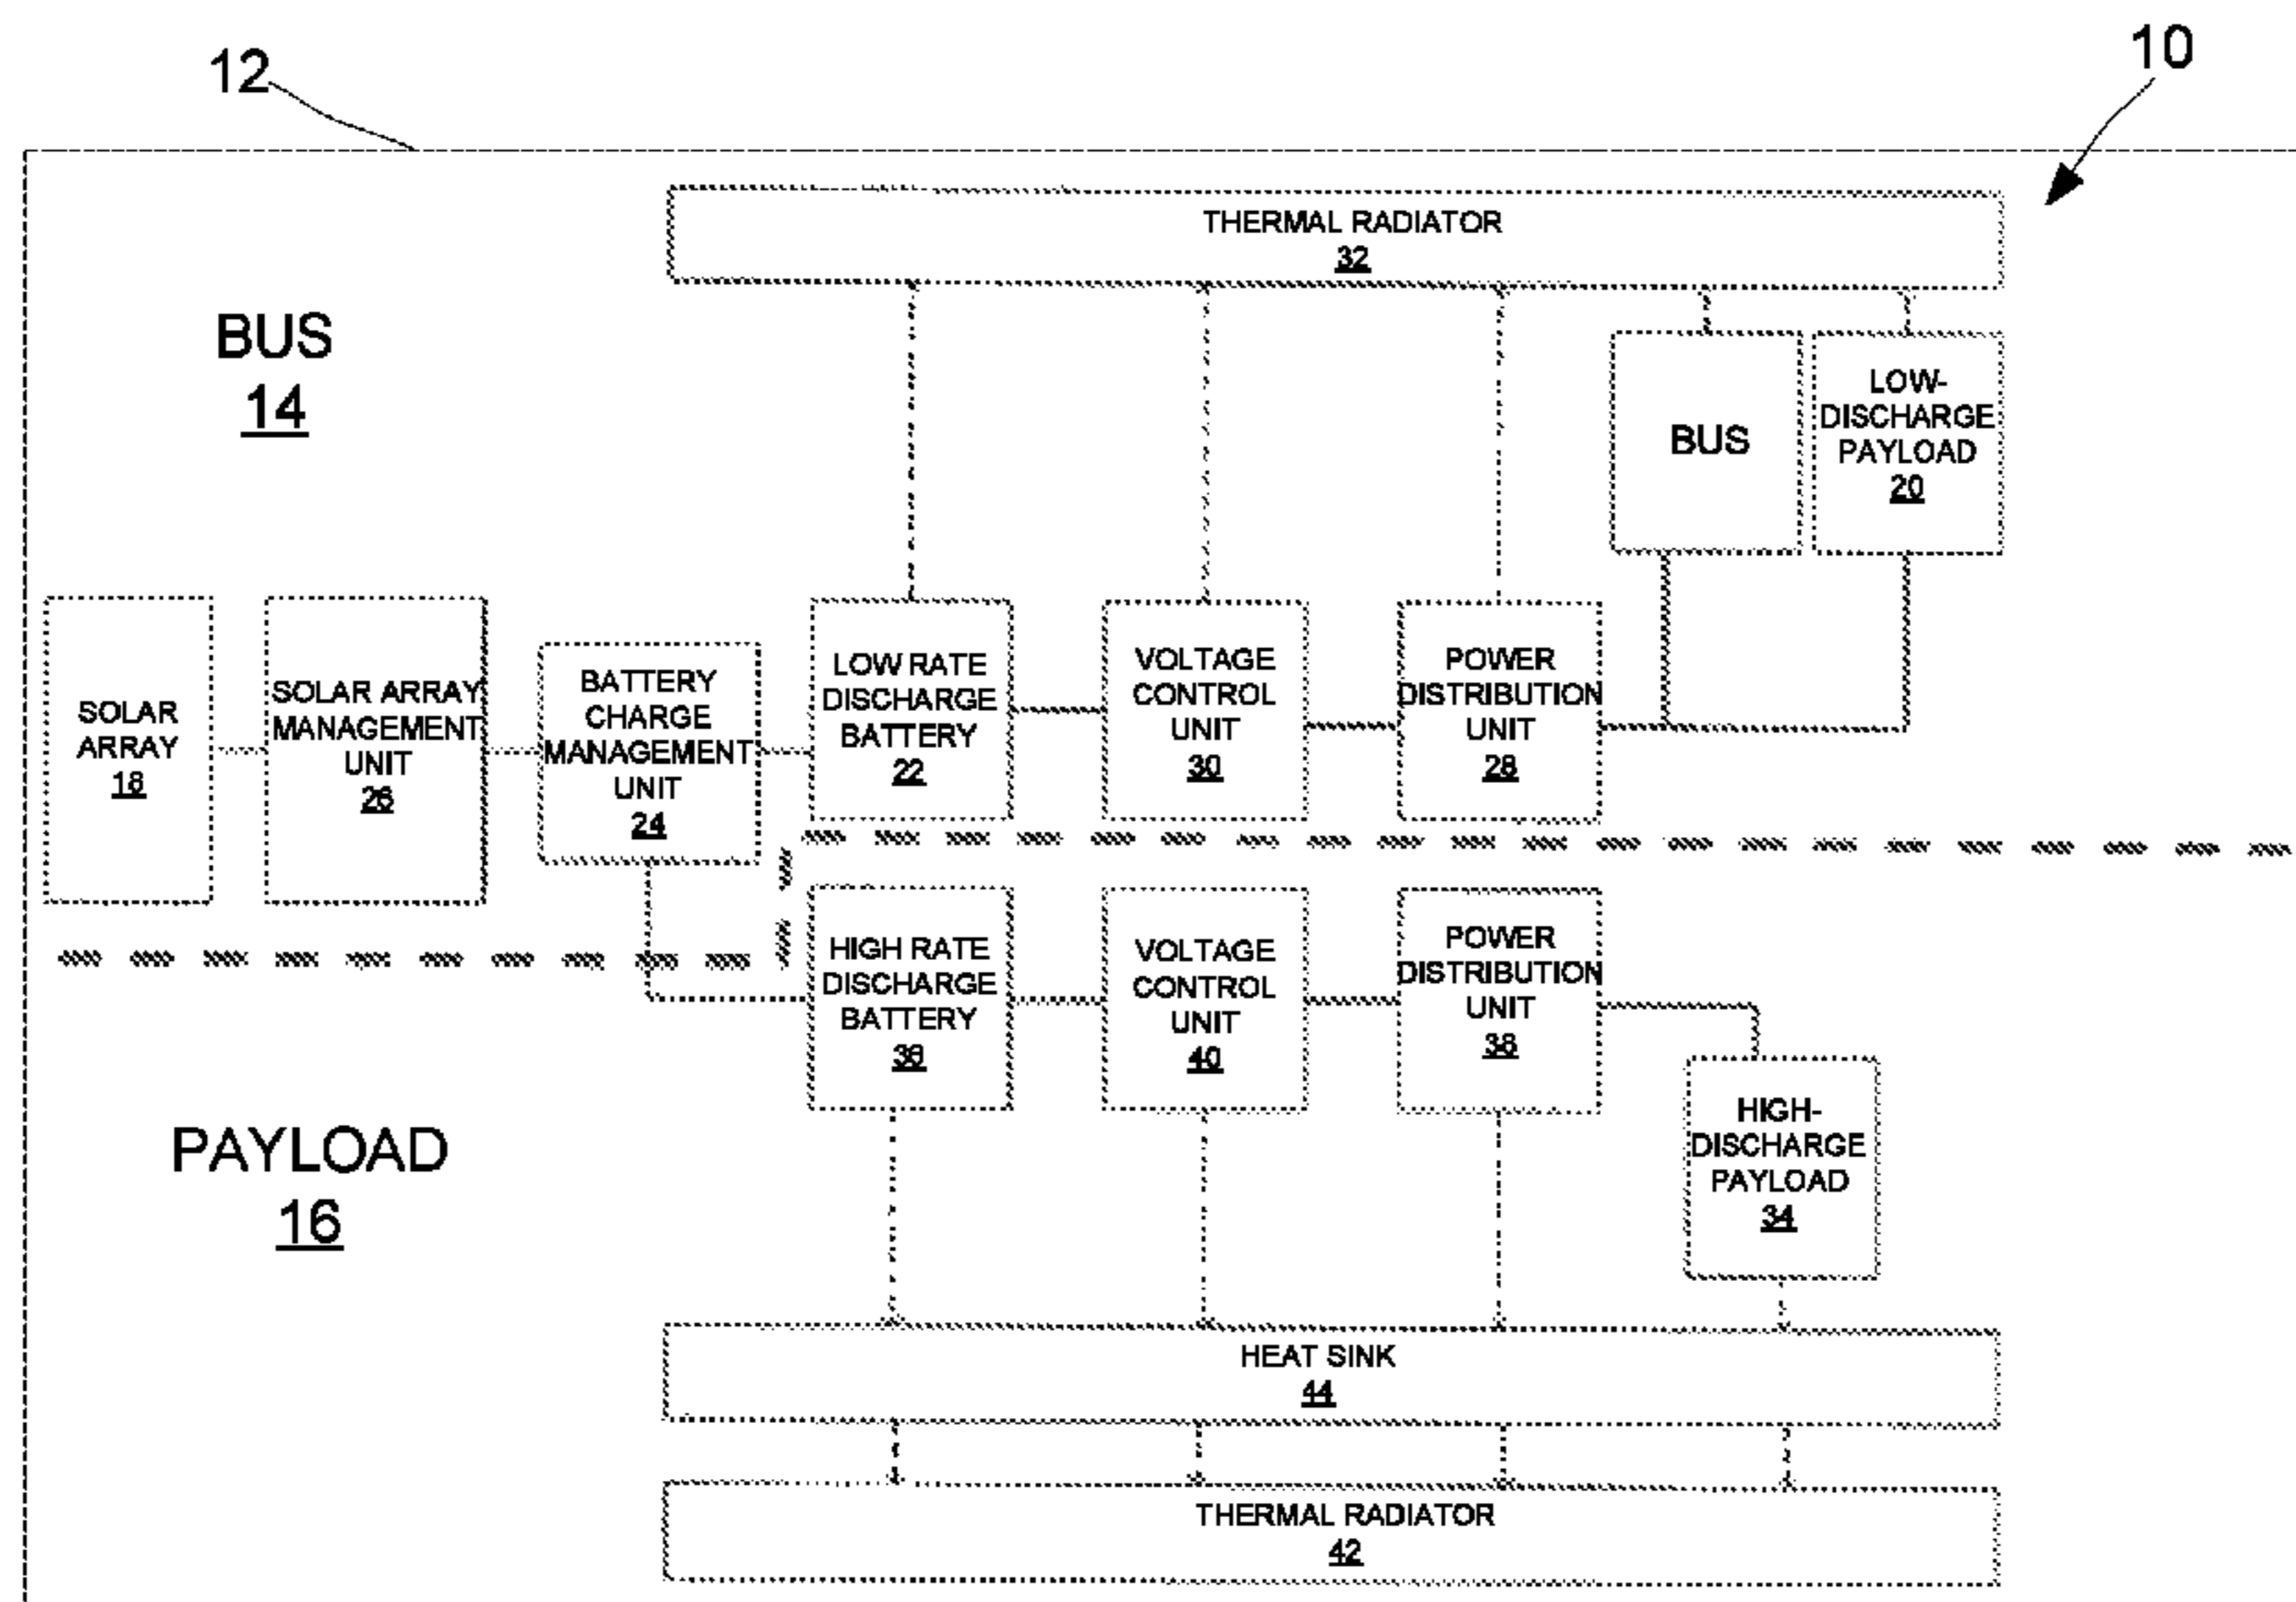 12
10
THERMAL RADIATOR
32
BUS
14
BUS
LOW-
DISCHARGE
PAYLOAD
20
SOLAR
ARRAY
18
SOLAR ARRAY
MANAGEMENT
UNIT
26
BATTERY
CHARGE
MANAGEMENT
UNIT
24
LOW RATE
DISCHARGE
BATTERY
22
VOLTAGE
CONTROL
UNIT
30
POWER
DISTRIBUTION
UNIT
28
HIGH RATE
DISCHARGE
BATTERY
36
VOLTAGE
CONTROL
UNIT
40
POWER
DISTRIBUTION
UNIT
38
HIGH-
DISCHARGE
PAYLOAD
34
PAYLOAD
16
HEAT SINK
44
THERMAL RADIATOR
42